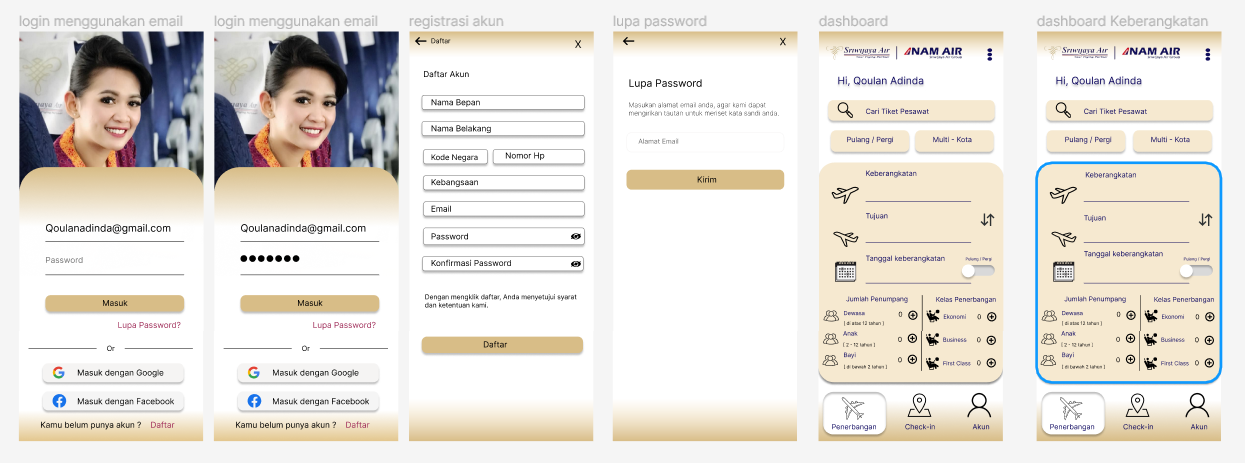 login menggunakan email
login menggunakan email
registrasi akun
lupa password
dashboard
dashboard Keberangkatan
Qoulanadinda@gmail.com
Password
Masuk
Lupa Password?
Or
Masuk dengan Google
Masuk dengan Facebook
Kamu belum punya akun ? Daftar
Qoulanadinda@gmail.com
●●●●●●●
Masuk
Lupa Password?
Or
Masuk dengan Google
Masuk dengan Facebook
Kamu belum punya akun ? Daftar
Daftar X
Daftar Akun
Nama Bepan
Nama Belakang
Kode Negara Nomor Hp
Kebangsaan
Email
Password
Konfirmasi Password
Dengan mengklik daftar, Anda menyetujui syarat
dan ketentuan kami.
Daftar
X
Lupa Password
Masukan alamat email anda, agar kami dapat
mengirikan tautan untuk meriset kata sandi anda.
Alamat Email
Kirim
Sriwijaya Air NAM AIR
Hi, Qoulan Adinda
Cari Tiket Pesawat
Pulang / Pergi Multi - Kota
Keberangkatan
Tujuan
Tanggal keberangkatan Pulang / Pergi
Jumlah Penumpang Kelas Penerbangan
Dewasa 0 Ekonomi 0
( di atas 12 tahun )
Anak 0 Business 0
( 2 - 12 tahun )
Bayi 0 First Class 0
( di bawah 2 tahun )
Penerbangan Check-in Akun
Sriwijaya Air NAM AIR
Hi, Qoulan Adinda
Cari Tiket Pesawat
Pulang / Pergi Multi - Kota
Keberangkatan
Tujuan
Tanggal keberangkatan Pulang / Pergi
Jumlah Penumpang Kelas Penerbangan
Dewasa 0 Ekonomi 0
( di atas 12 tahun )
Anak 0 Business 0
( 2 - 12 tahun )
Bayi 0 First Class 0
( di bawah 2 tahun )
Penerbangan Check-in Akun